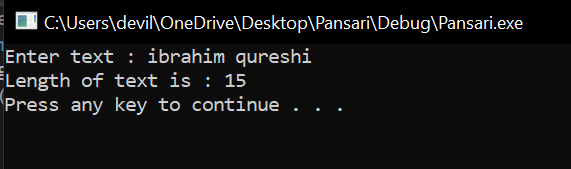 C:\Users\devil\OneDrive\Desktop\Pansari\Debug\Pansari.exe
Enter text : ibrahim qureshi
Length of text is : 15
Press any key to continue . . .